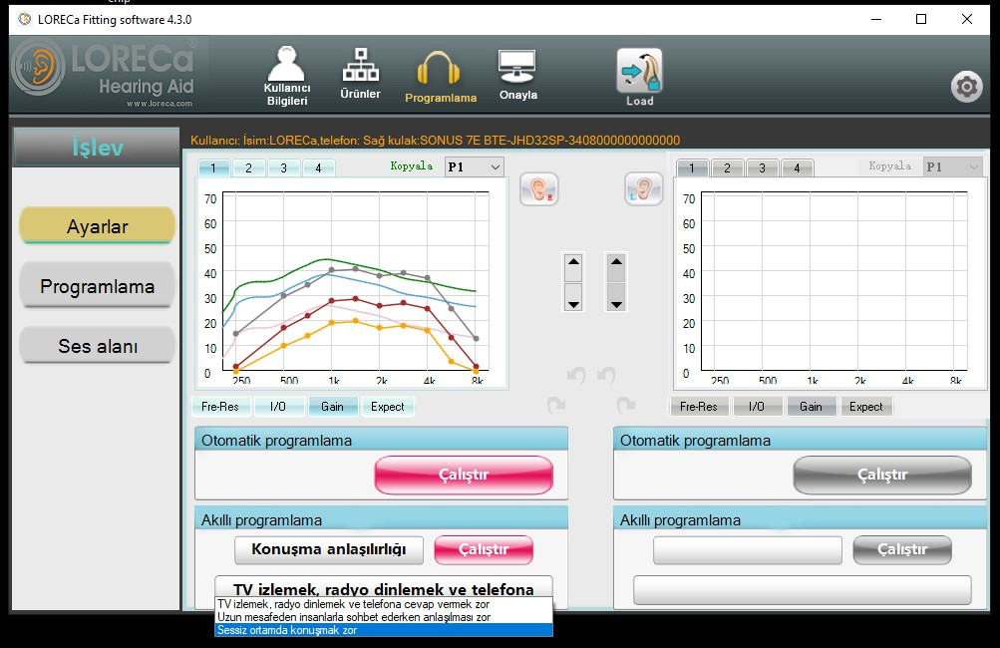 LORECa Fitting software 4.3.0
LORECa®
Hearing Aid
www.loreca.com
Kullanıcı
Bilgileri
Ürünler
Programlama
Onayla
Load
İşlev
Kullanıcı: İsim:LORECa,telefon: Sağ kulak:SONUS 7E BTE-JHD32SP-3408000000000000
Ayarlar
Programlama
Ses alanı
1 2 3 4 Kopyala P1
70
60
50
40
30
20
10
0
250 500 1k 2k 4k 8k
Fre-Res I/O Gain Expect
R
L
1 2 3 4 Kopyala P1
70
60
50
40
30
20
10
0
250 500 1k 2k 4k 8k
Fre-Res I/O Gain Expect
Otomatik programlama
Çalıştır
Akıllı programlama
Konuşma anlaşılırlığı Çalıştır
TV izlemek, radyo dinlemek ve telefona
TV izlemek, radyo dinlemek ve telefona cevap vermek zor
Uzun mesafeden insanlarla sohbet ederken anlaşılması zor
Sessiz ortamda konuşmak zor
Otomatik programlama
Çalıştır
Akıllı programlama
Çalıştır